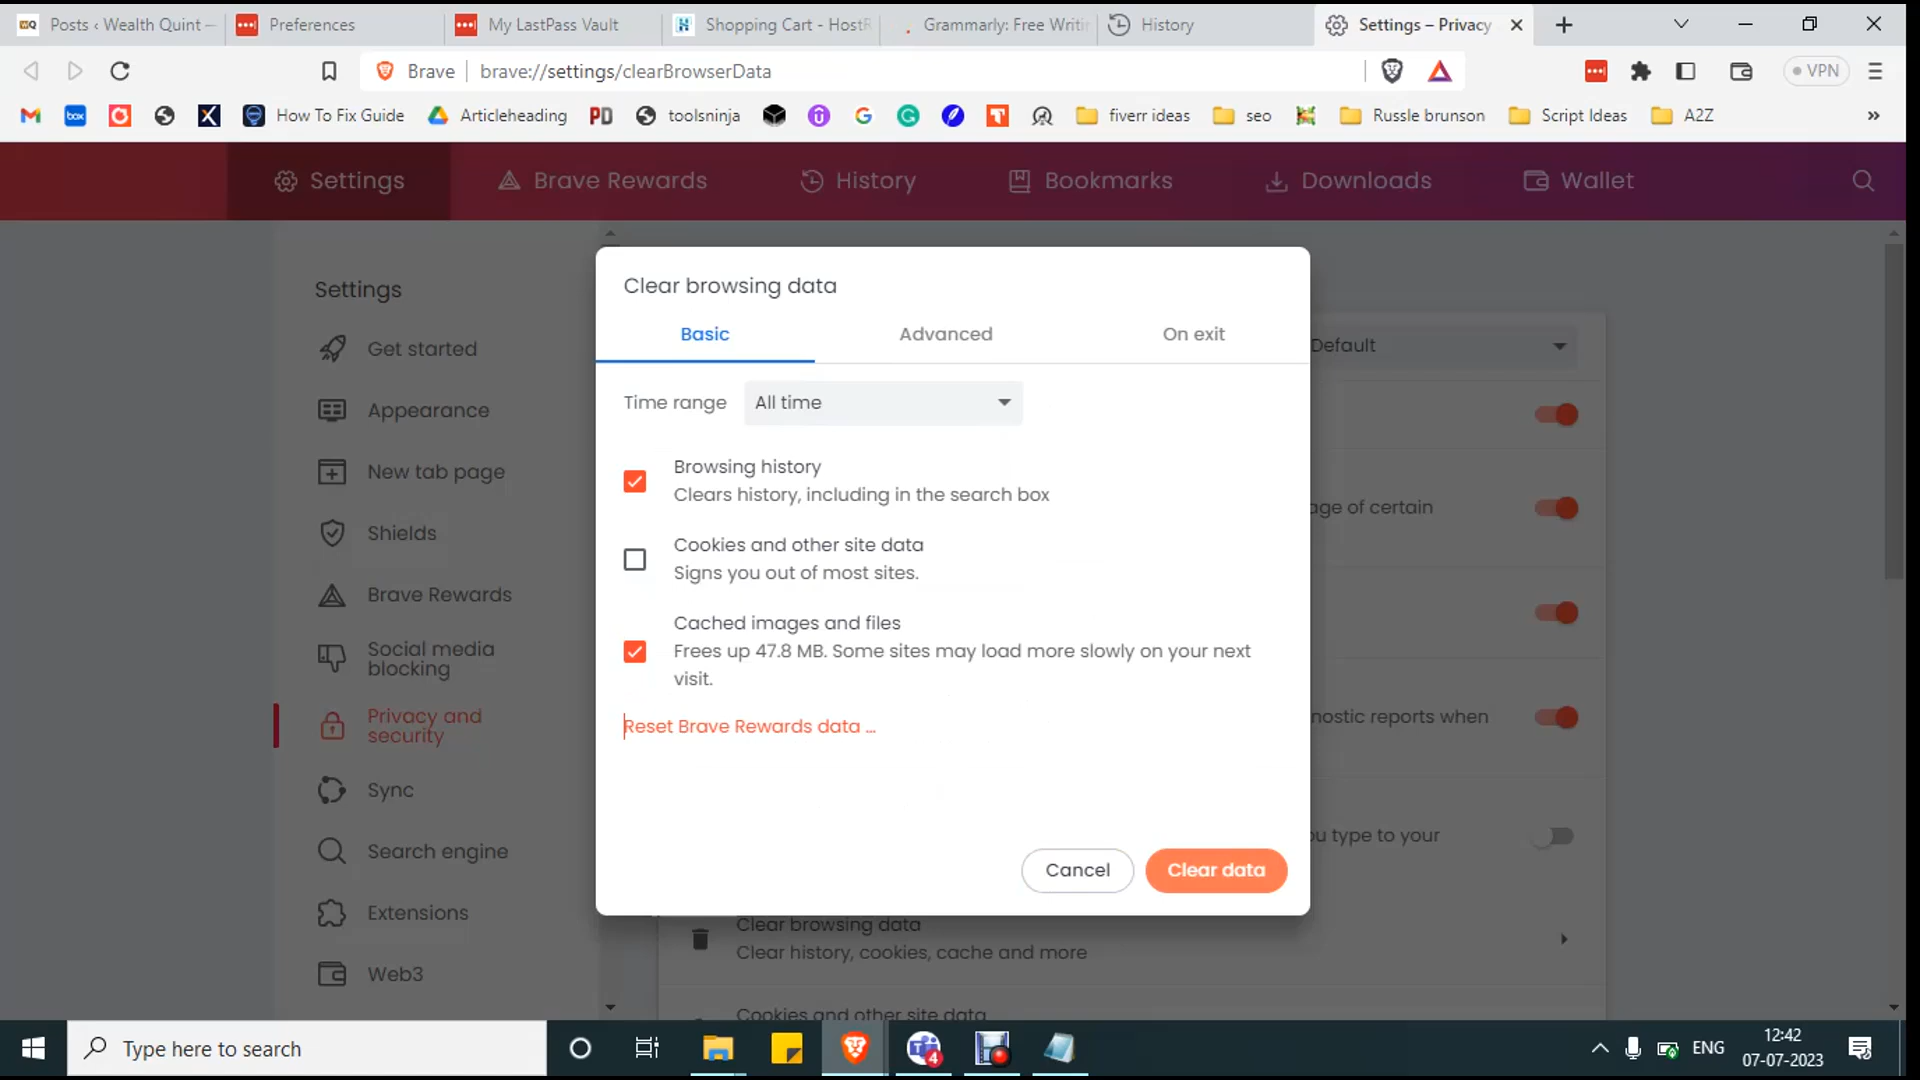 Posts ‹ Wealth Quint —
Preferences
My LastPass Vault
Shopping Cart - HostR
Grammarly: Free Writi
History
Settings – Privacy
Brave
brave://settings/clearBrowserData
VPN
box
How To Fix Guide
Articleheading
PD
toolsninja
fiverr ideas
seo
Russle brunson
Script Ideas
A2Z
»
Settings
Brave Rewards
History
Bookmarks
Downloads
Wallet
Settings
Get started
Appearance
New tab page
Shields
Brave Rewards
Social media
blocking
Privacy and
security
Sync
Search engine
Extensions
Web3
Clear browsing data
Basic
Advanced
On exit
Time range
All time
Browsing history
Clears history, including in the search box
Cookies and other site data
Signs you out of most sites.
Cached images and files
Frees up 47.8 MB. Some sites may load more slowly on your next
visit.
Reset Brave Rewards data ...
Cancel
Clear data
Default
age of certain
nostic reports when
ou type to your
Clear browsing data
Clear history, cookies, cache and more
Cookies and other site data
Type here to search
4
ENG
12:42
07-07-2023